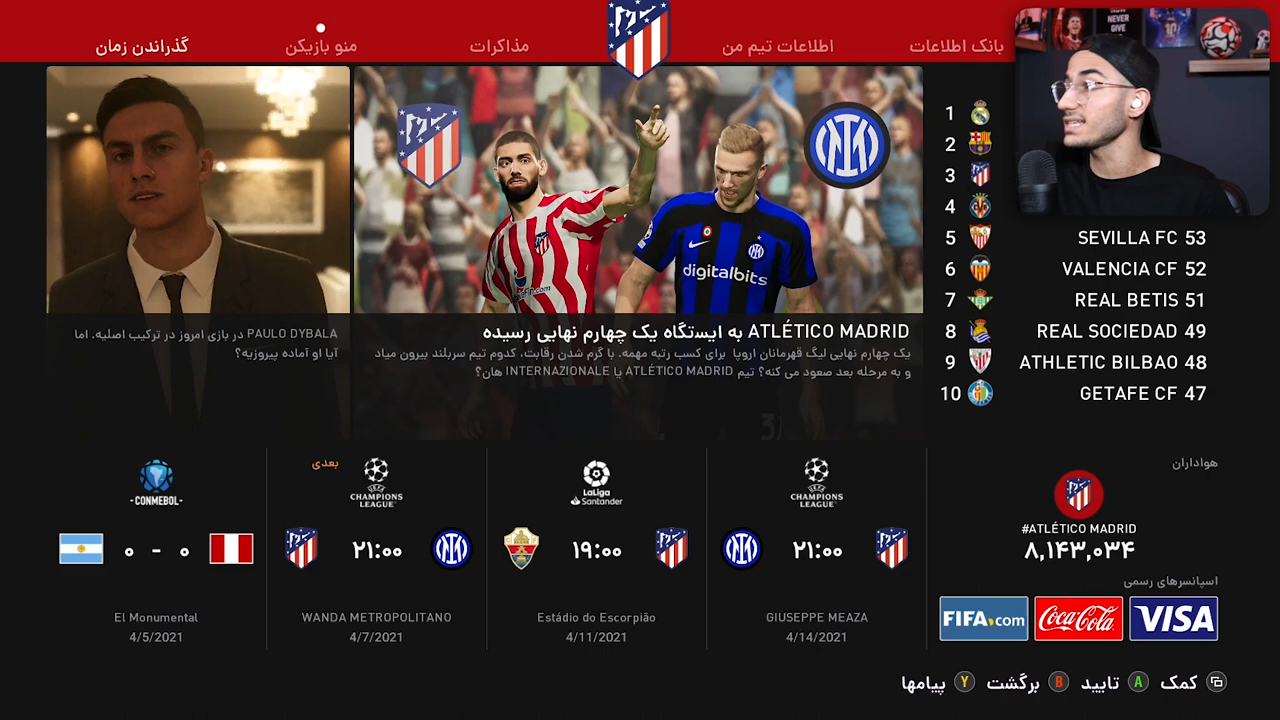 گذراندن زمان
منو بازیکن
مذاکرات
اطلاعات تیم من
بانک اطلاعات
NEVER
GIVE
10
PAULO DYBALA در بازی امروز در ترکیب اصلیه. اما
آیا او آماده پیروزیه؟
digitalbits
ATLÉTICO MADRID به ایستگاه یک چهارم نهایی رسیده
یک چهارم نهایی لیگ قهرمانان اروپا برای کسب رتبه مهمه. با گرم شدن رقابت، کدوم تیم سربلند بیرون میاد
و به مرحله بعد صعود می کنه؟ تیم ATLÉTICO MADRID یا INTERNAZIONALE هان؟
1
2
3
4
5 SEVILLA FC 53
6 VALENCIA CF 52
7 REAL BETIS 51
8 REAL SOCIEDAD 49
9 ATHLETIC BILBAO 48
10 GETAFE CF 47
-CONMEBOL-
۰ - ۰
El Monumental
4/5/2021
بعدی
UEFA
CHAMPIONS
LEAGUE
۲۱:۰۰
WANDA METROPOLITANO
4/7/2021
LaLiga
Santander
۱۹:۰۰
Estádio do Escorpião
4/11/2021
UEFA
CHAMPIONS
LEAGUE
۲۱:۰۰
GIUSEPPE MEAZA
4/14/2021
هواداران
#ATLÉTICO MADRID
۸,۱۴۳,۰۳۴
اسپانسرهای رسمی
FIFA.com
Coca-Cola
VISA
کمک
A تایید
B برگشت
Y پیامها